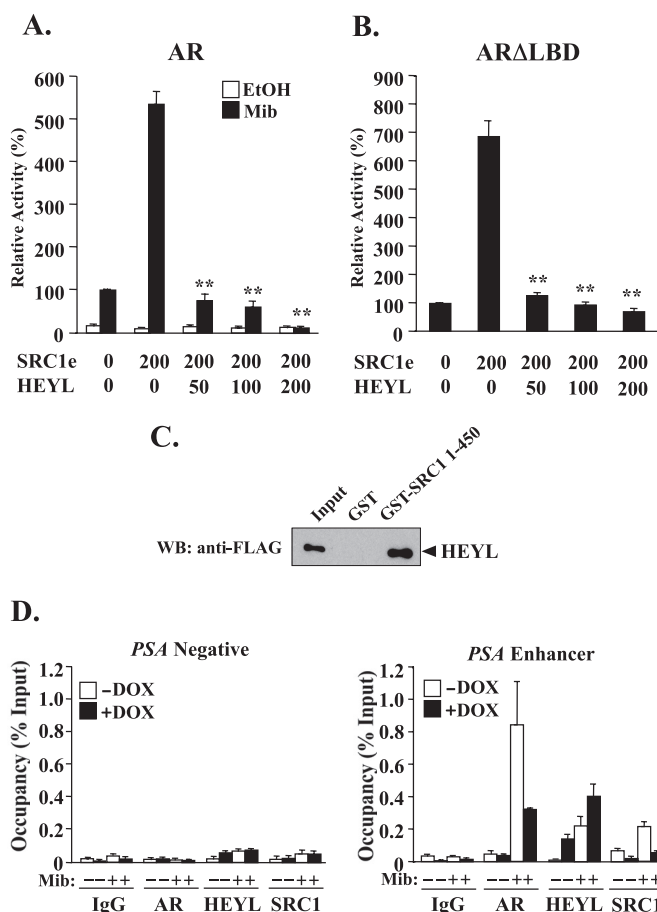 A.
AR
Relative Activity (%)
600
500
400
300
200
100
0
EtOH
Mib
**
**
**
SRC1e 0 200 200 200 200
HEYL 0 0 50 100 200
B.
ARΔLBD
Relative Activity (%)
900
800
700
600
500
400
300
200
100
0
**
**
**
SRC1e 0 200 200 200 200
HEYL 0 0 50 100 200
C.
Input
GST
GST-SRC1 1-450
WB: anti-FLAG
HEYL
D.
PSA Negative
Occupancy (% Input)
1.2
1.0
0.8
0.6
0.4
0.2
0
–DOX
+DOX
Mib: – – + + – – + + – – + + – – + +
IgG AR HEYL SRC1
PSA Enhancer
Occupancy (% Input)
1.2
1.0
0.8
0.6
0.4
0.2
0
–DOX
+DOX
Mib: – – + + – – + + – – + + – – + +
IgG AR HEYL SRC1